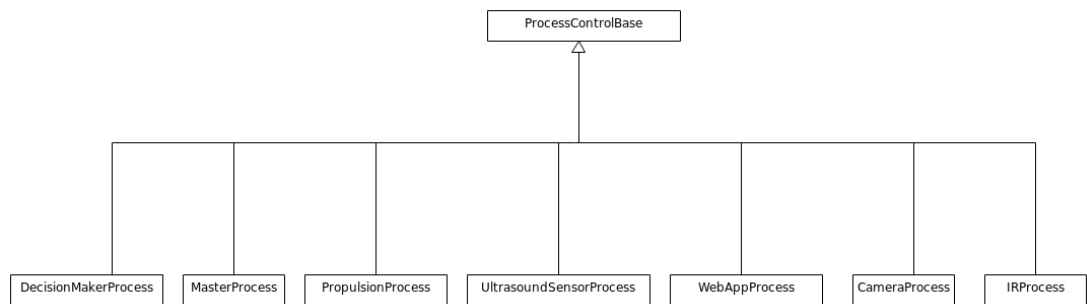 ProcessControlBase
DecisionMakerProcess
MasterProcess
PropulsionProcess
UltrasoundSensorProcess
WebAppProcess
CameraProcess
IRProcess